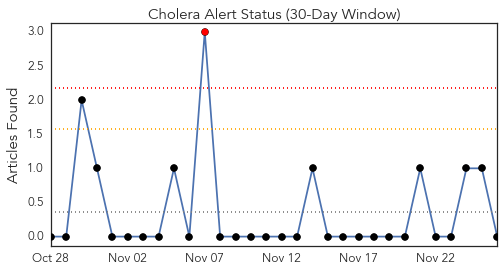 Cholera Alert Status (30-Day Window)
3.0
2.5
2.0
1.5
1.0
0.5
0.0
Articles Found
Oct 28 Nov 02 Nov 07 Nov 12 Nov 17 Nov 22